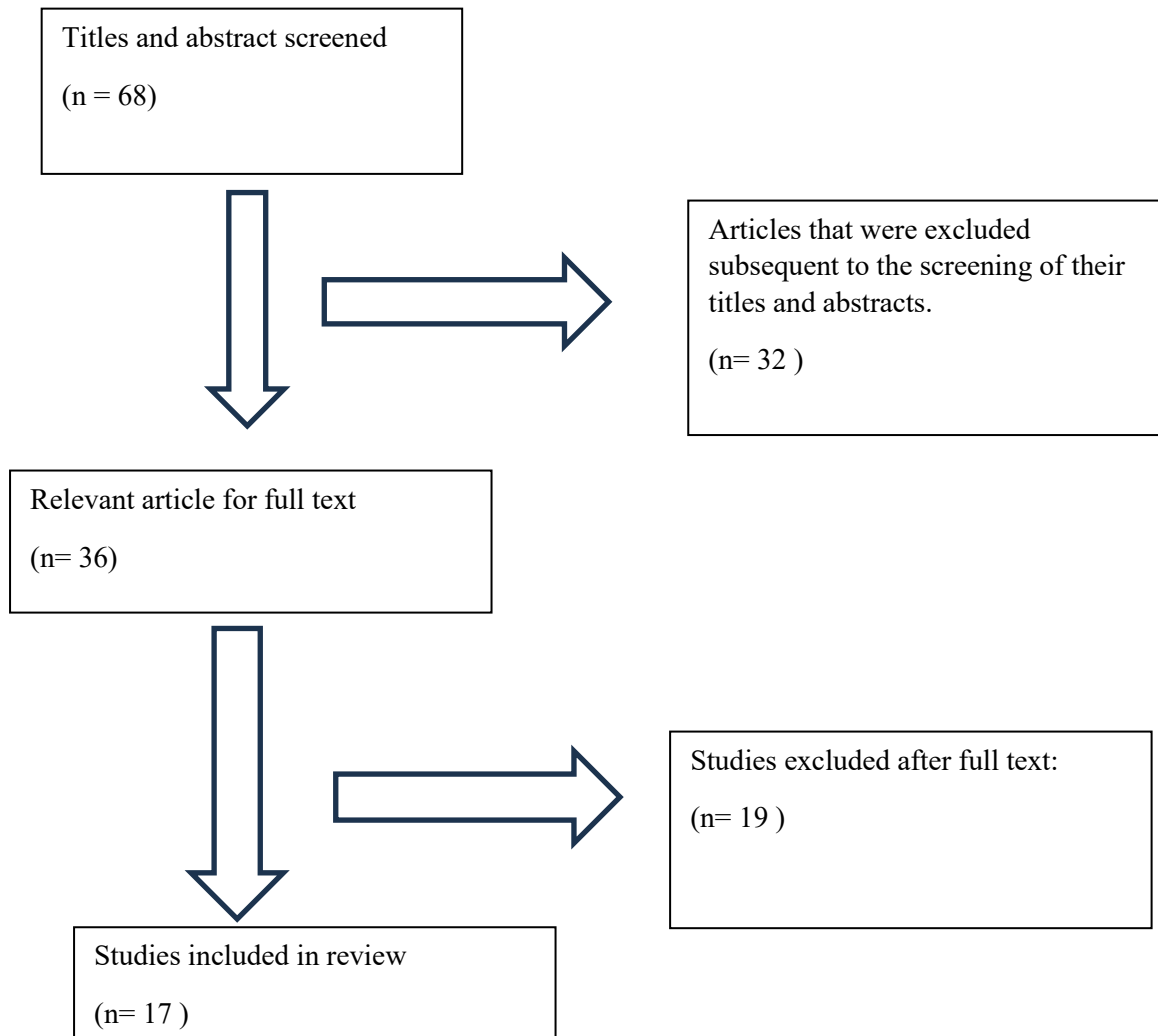 Titles and abstract screened
(n = 68)
Articles that were excluded
subsequent to the screening of their
titles and abstracts.
(n= 32 )
Relevant article for full text
(n= 36)
Studies excluded after full text:
(n= 19 )
Studies included in review
(n= 17 )